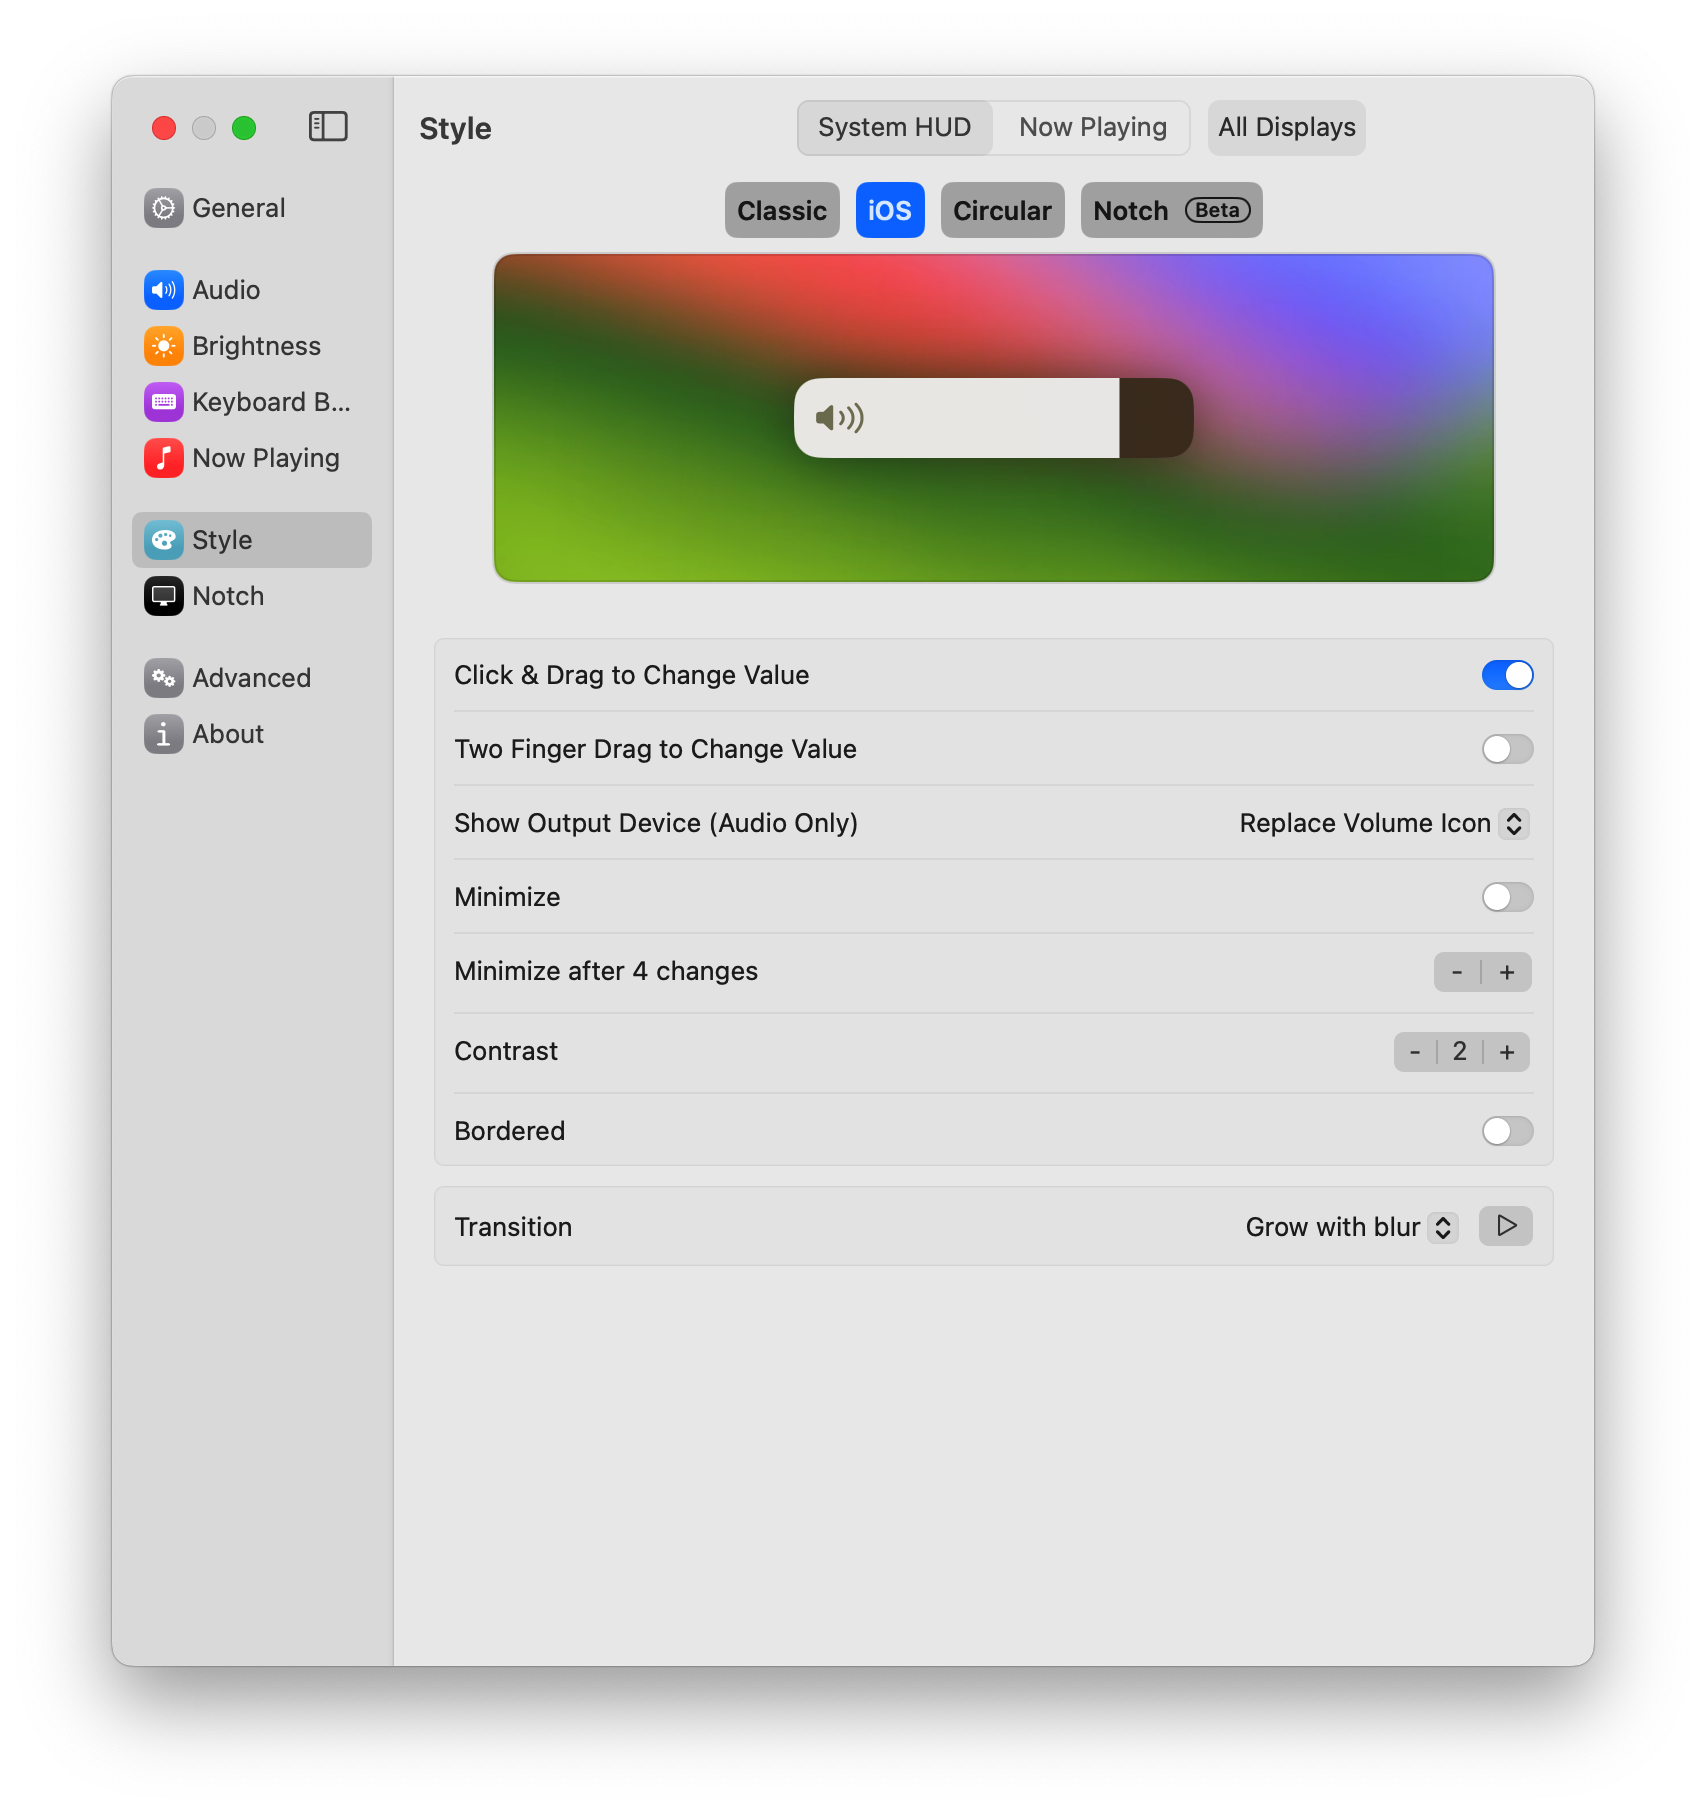 General
Audio
Brightness
Keyboard B...
Now Playing
Style
Notch
Advanced
About
Style
System HUD
Now Playing
All Displays
Classic
iOS
Circular
Notch Beta
Click & Drag to Change Value
Two Finger Drag to Change Value
Show Output Device (Audio Only) Replace Volume Icon
Minimize
Minimize after 4 changes - +
Contrast - 2 +
Bordered
Transition Grow with blur